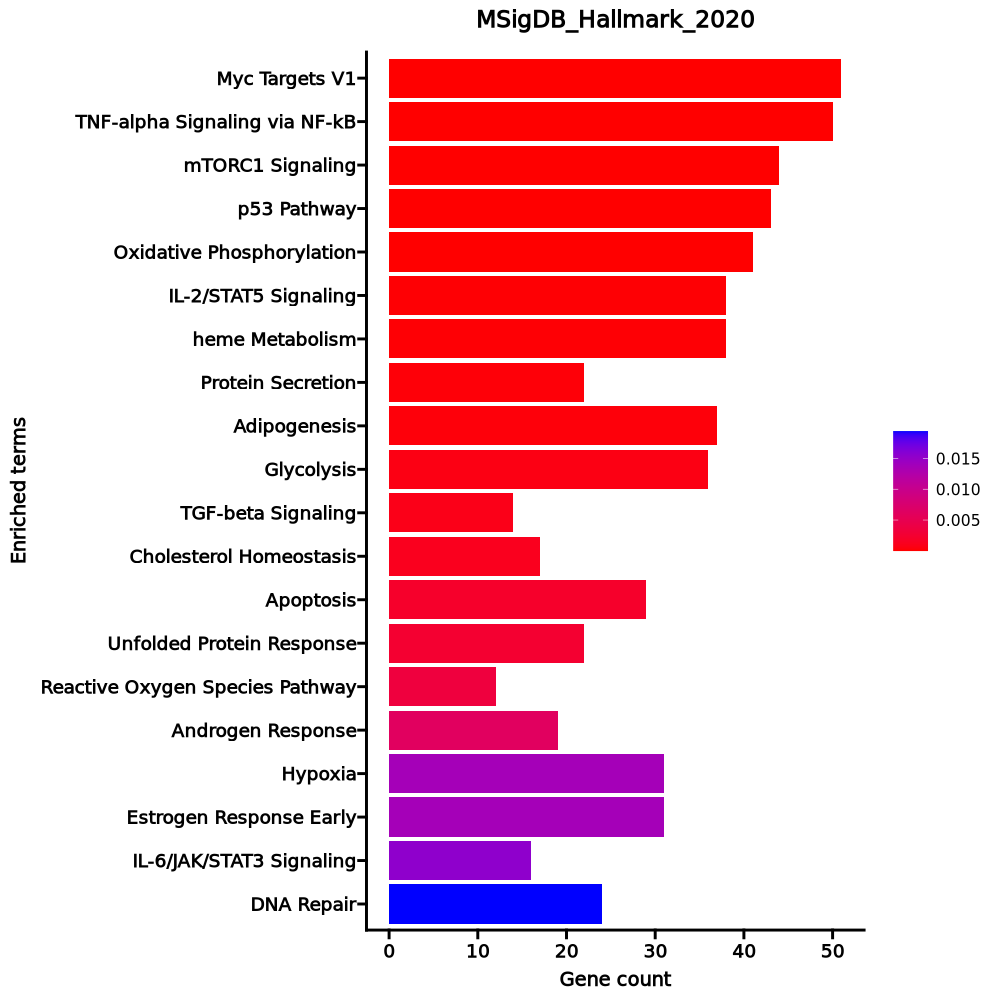 MSigDB_Hallmark_2020
Myc Targets V1
TNF-alpha Signaling via NF-kB
mTORC1 Signaling
p53 Pathway
Oxidative Phosphorylation
IL-2/STAT5 Signaling
heme Metabolism
Protein Secretion
Adipogenesis
Glycolysis
TGF-beta Signaling
Cholesterol Homeostasis
Apoptosis
Unfolded Protein Response
Reactive Oxygen Species Pathway
Androgen Response
Hypoxia
Estrogen Response Early
IL-6/JAK/STAT3 Signaling
DNA Repair
Enriched terms
0 10 20 30 40 50
Gene count
0.015
0.010
0.005